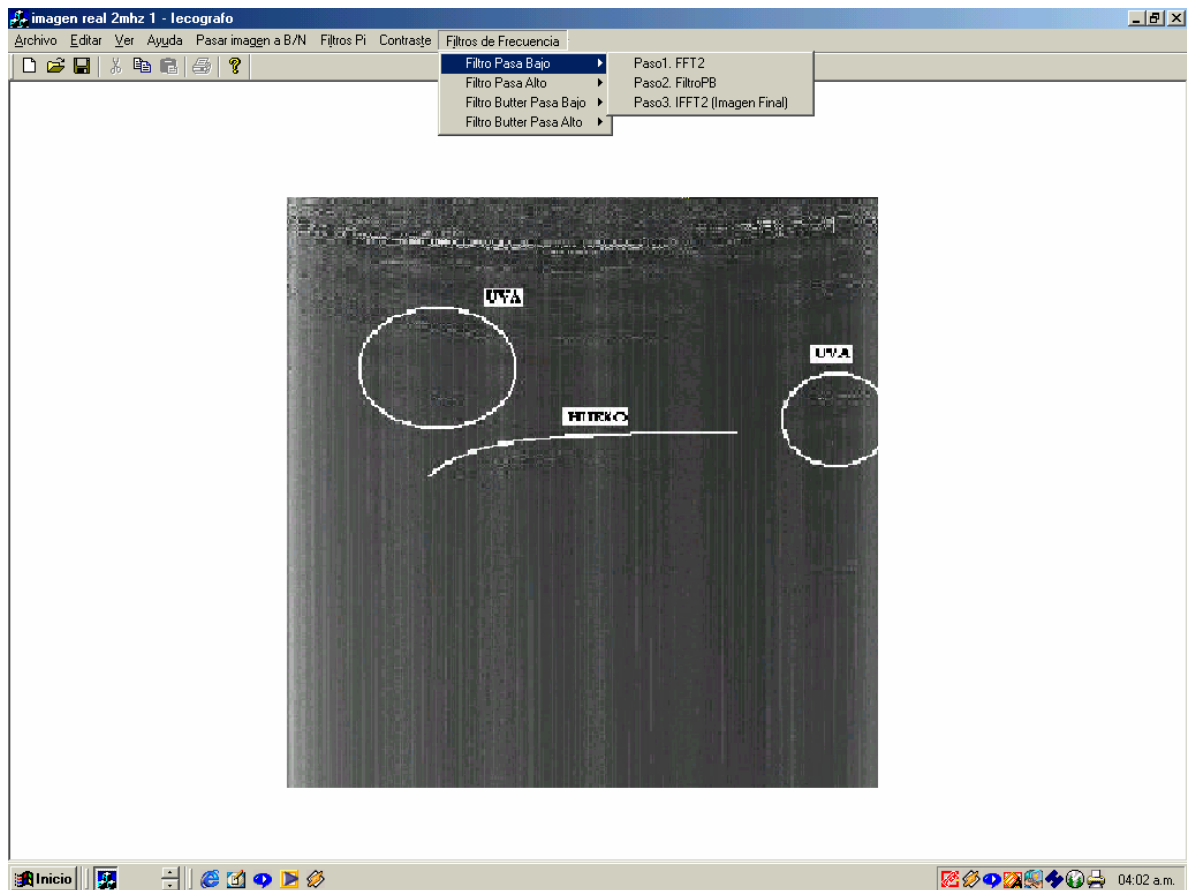 imagen real 2mhz 1 - Iecografo
Archivo Editar Ver Ayuda Pasar imagen a B/N Filtros Pi Contraste Filtros de Frecuencia
Filtro Pasa Bajo
Filtro Pasa Alto
Filtro Butter Pasa Bajo
Filtro Butter Pasa Alto
Paso1. FFT2
Paso2. FiltroPB
Paso3. IFFT2 (Imagen Final)
UVA
UVA
Inicio
04:02 a.m.